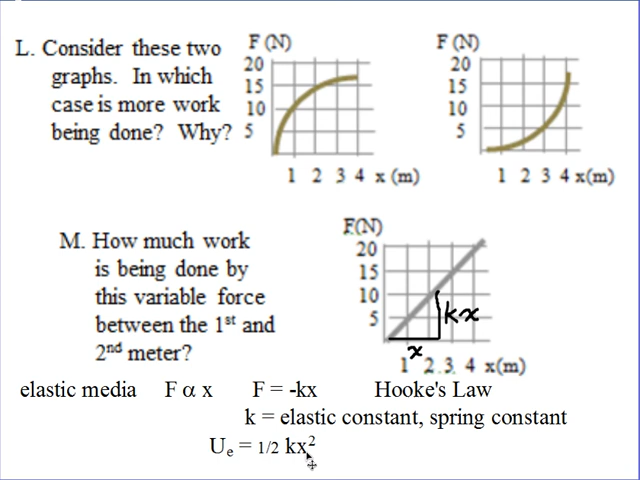 L. Consider these two
graphs. In which
case is more work
being done? Why?
F (N)
20
15
10
5
1 2 3 4 x (m)
F (N)
20
15
10
5
1 2 3 4 x(m)
M. How much work
is being done by
this variable force
between the 1st and
2nd meter?
F(N)
20
15
10
5
kx
x
1 2 3 4 x(m)
elastic media F α x F = -kx Hooke's Law
k = elastic constant, spring constant
Ue = 1/2 kx²